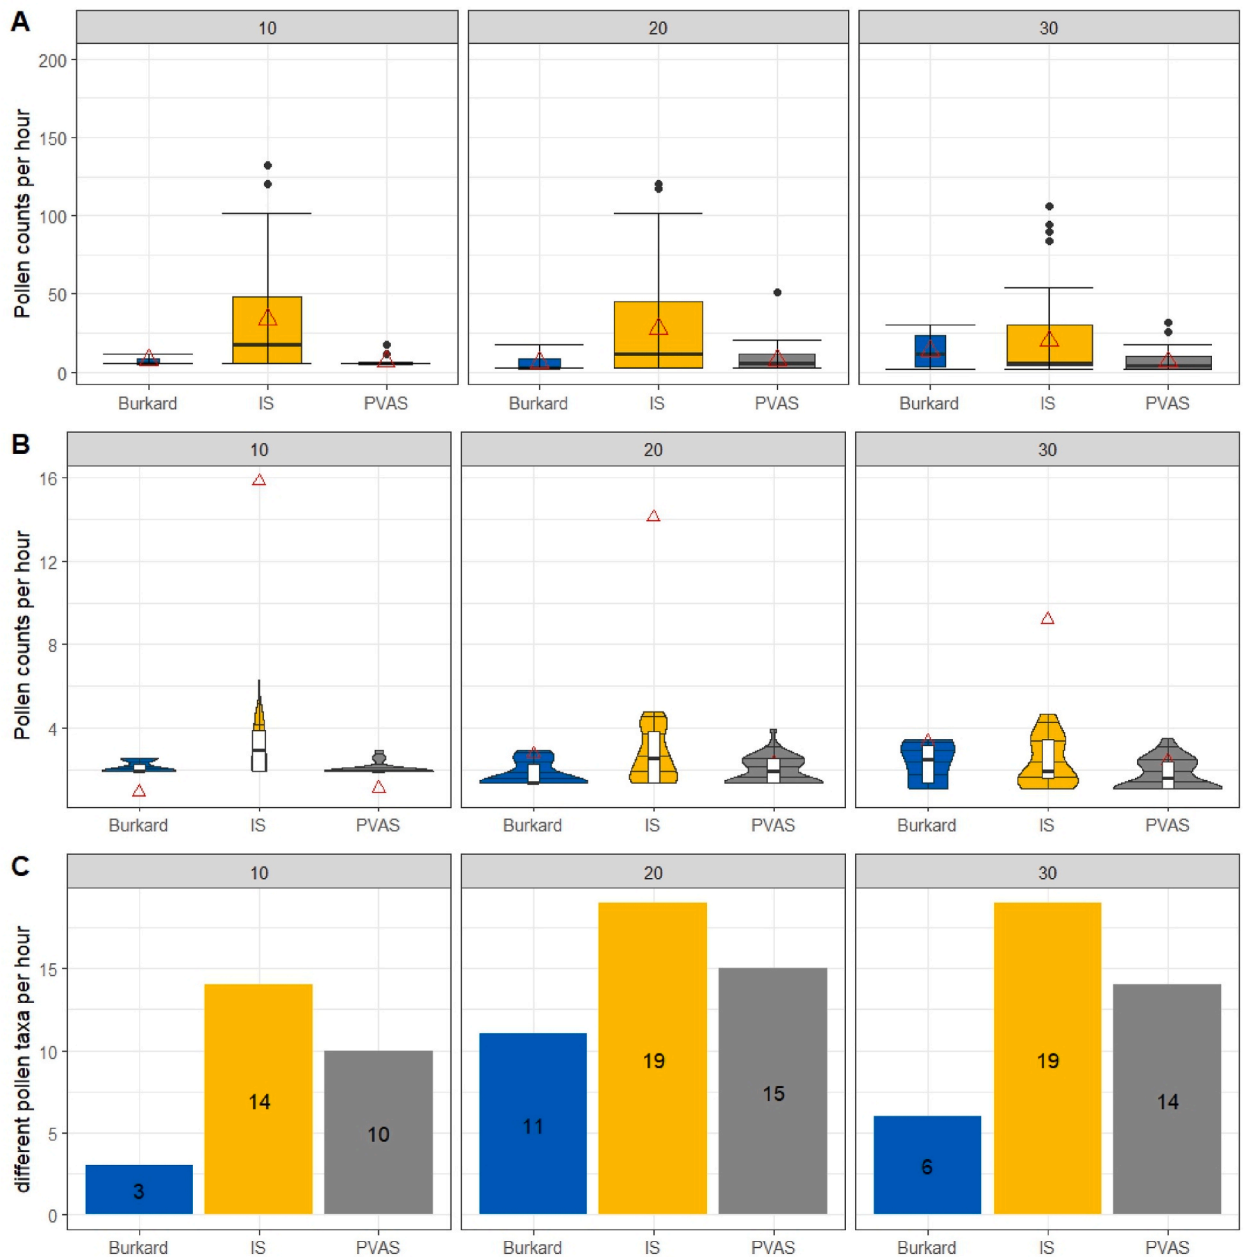 A
10
20
30
Pollen counts per hour
200
150
100
50
0
Burkard IS PVAS
Burkard IS PVAS
Burkard IS PVAS
B
10
20
30
Pollen counts per hour
16
12
8
4
Burkard IS PVAS
Burkard IS PVAS
Burkard IS PVAS
C
10
20
30
different pollen taxa per hour
15
10
5
0
3
14
10
11
19
15
6
19
14
Burkard IS PVAS
Burkard IS PVAS
Burkard IS PVAS